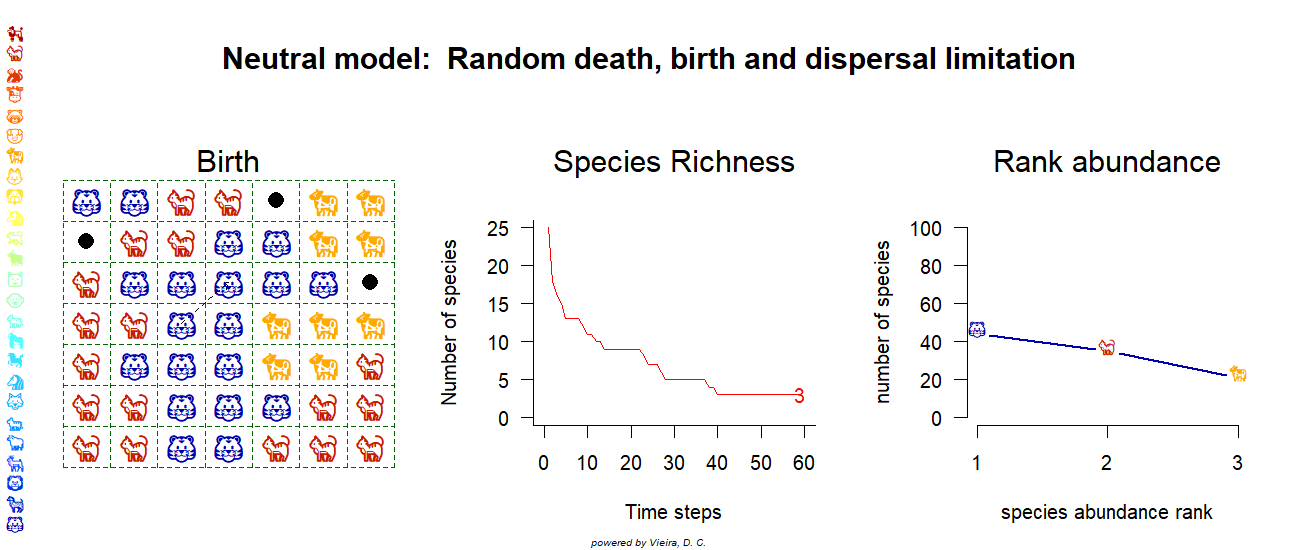 Neutral model: Random death, birth and dispersal limitation
Birth
Species Richness
Number of species
25
20
15
10
5
0
3
0 10 20 30 40 50 60
Time steps
Rank abundance
number of species
100
80
60
40
20
0
1 2 3
species abundance rank
powered by Vieira, D. C.